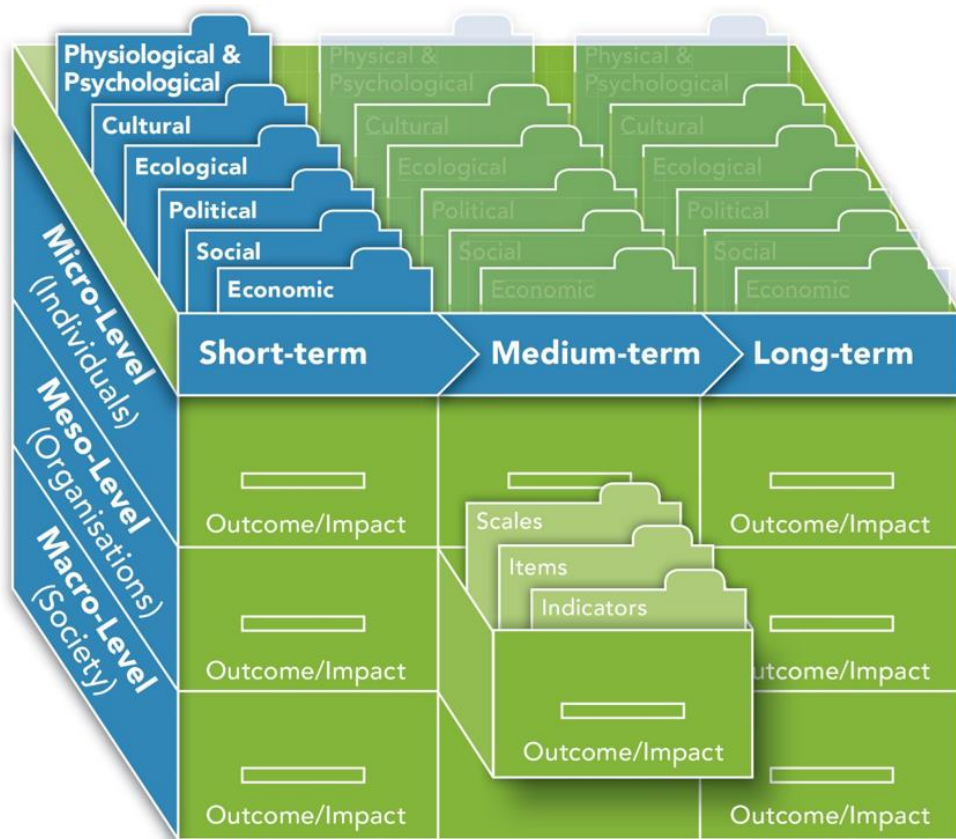 Physiological &
Psychological
Cultural
Ecological
Political
Social
Economic
Physical &
Psychological
Cultural
Ecological
Political
Social
Economic
Physical &
Psychological
Cultural
Ecological
Political
Social
Economic
Micro-Level
(Individuals)
Meso-Level
(Organisations)
Macro-Level
(Society)
Short-term
Medium-term
Long-term
Outcome/Impact
Scales
Items
Indicators
Outcome/Impact
Outcome/Impact
Outcome/Impact
Outcome/Impact
Outcome/Impact
Outcome/Impact